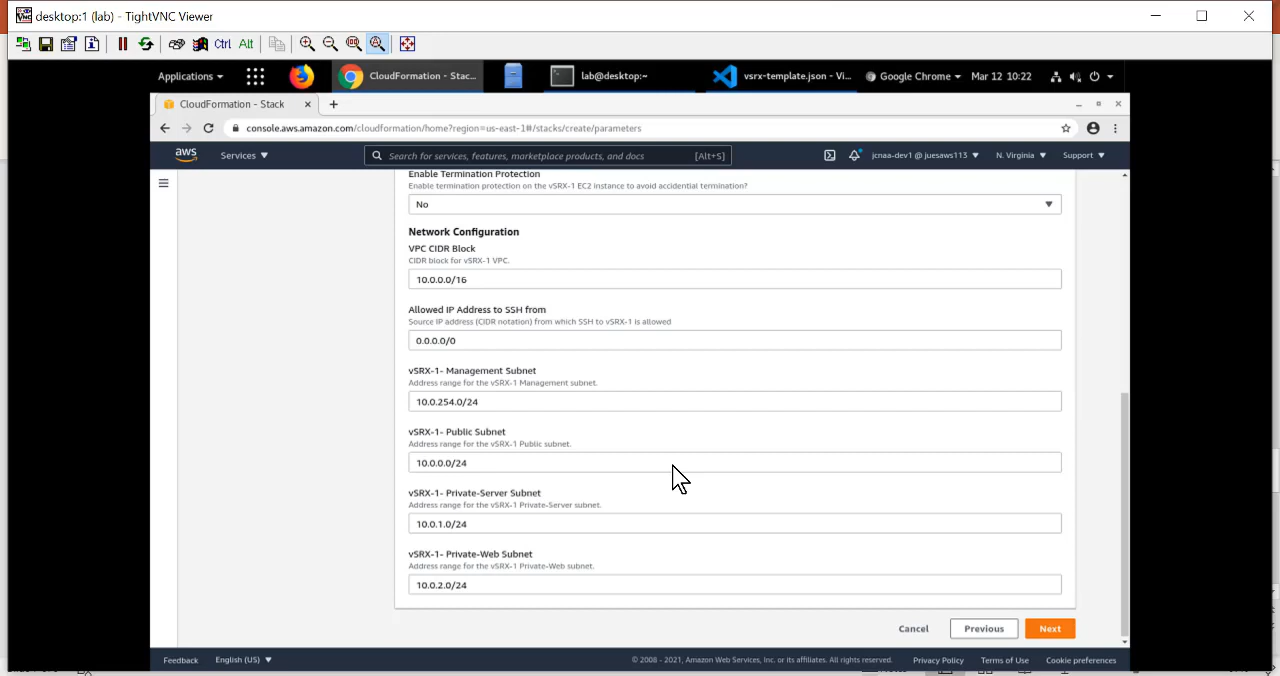 desktop:1 (lab) - TightVNC Viewer
Ctrl Alt
Applications CloudFormation - Stac... lab@desktop:~ vsrx-template.json - Vi... Google Chrome Mar 12 10:22
CloudFormation - Stack
console.aws.amazon.com/cloudformation/home?region=us-east-1#/stacks/create/parameters
aws Services Search for services, features, marketplace products, and docs [Alt+S] jcnaa-dev1 @ juesaws113 N. Virginia Support
Enable Termination Protection
Enable termination protection on the vSRX-1 EC2 instance to avoid accidential termination?
No
Network Configuration
VPC CIDR Block
CIDR block for vSRX-1 VPC.
10.0.0.0/16
Allowed IP Address to SSH from
Source IP address (CIDR notation) from which SSH to vSRX-1 is allowed
0.0.0.0/0
vSRX-1- Management Subnet
Address range for the vSRX-1 Management subnet.
10.0.254.0/24
vSRX-1- Public Subnet
Address range for the vSRX-1 Public subnet.
10.0.0.0/24
vSRX-1- Private-Server Subnet
Address range for the vSRX-1 Private-Server subnet.
10.0.1.0/24
vSRX-1- Private-Web Subnet
Address range for the vSRX-1 Private-Web subnet.
10.0.2.0/24
Cancel Previous Next
Feedback English (US) © 2008 - 2021, Amazon Web Services, Inc. or its affiliates. All rights reserved. Privacy Policy Terms of Use Cookie preferences